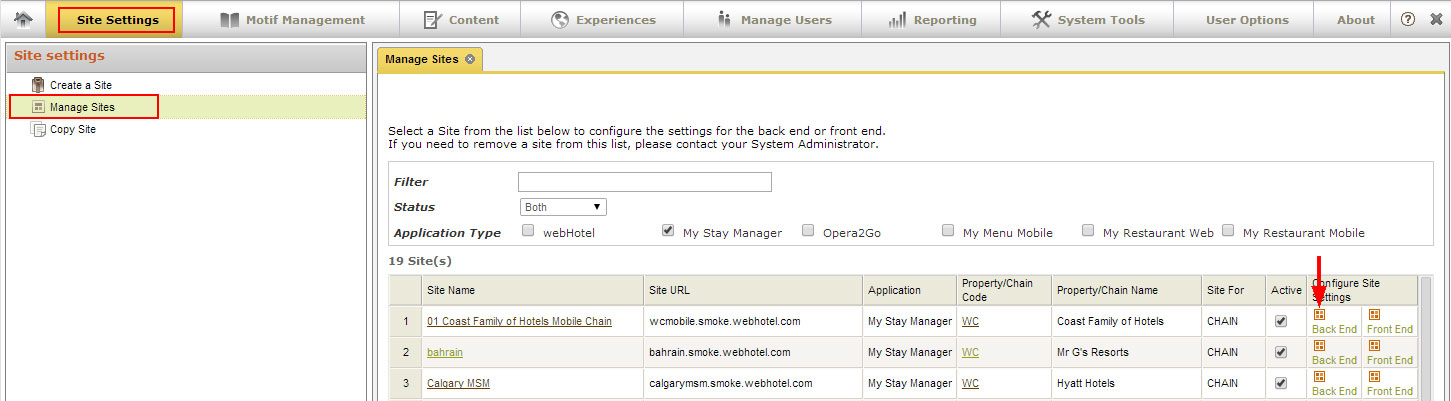 Site Settings Motif Management Content Experiences Manage Users Reporting System Tools User Options About ?
Site settings
Create a Site
Manage Sites
Copy Site
Manage Sites
Select a Site from the list below to configure the settings for the back end or front end.
If you need to remove a site from this list, please contact your System Administrator.
Filter
Status Both
Application Type webHotel My Stay Manager Opera2Go My Menu Mobile My Restaurant Web My Restaurant Mobile
19 Site(s)
Site Name Site URL Application Property/Chain Code Property/Chain Name Site For Active Configure Site Settings
1 01 Coast Family of Hotels Mobile Chain wcmobile.smoke.webhotel.com My Stay Manager WC Coast Family of Hotels CHAIN Back End Front End
2 bahrain bahrain.smoke.webhotel.com My Stay Manager WC Mr G's Resorts CHAIN Back End Front End
3 Calgary MSM calgarymsm.smoke.webhotel.com My Stay Manager WC Hyatt Hotels CHAIN Back End Front End